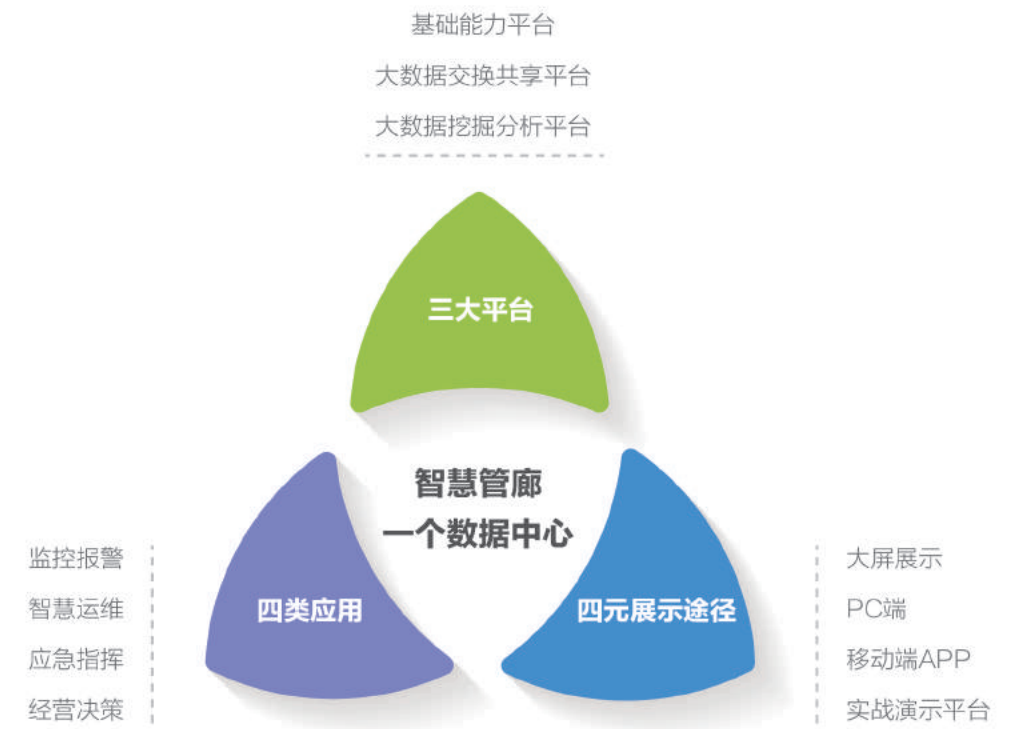 基础能力平台
大数据交换共享平台
大数据挖掘分析平台
三大平台
智慧管廊
一个数据中心
监控报警
智慧运维
应急指挥
经营决策
四类应用
四元展示途径
大屏展示
PC端
移动端APP
实战演示平台